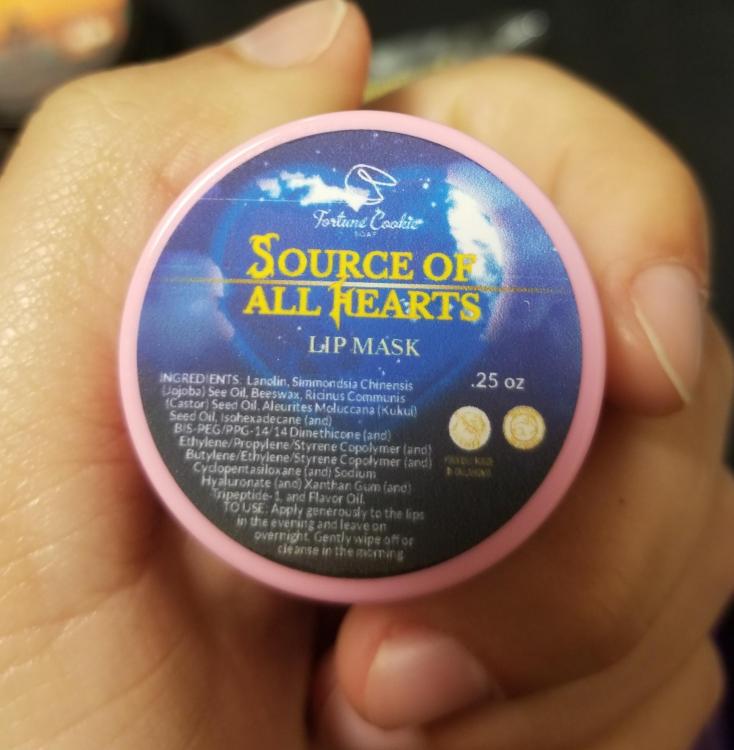 Fortune Cookie
SOAP
SOURCE OF
ALL HEARTS
LIP MASK
.25 oz
INGREDIENTS: Lanolin, Simmondsia Chinensis
(Jojoba) See Oil, Beeswax, Ricinus Communis
(Castor) Seed Oil, Aleurites Moluccana (Kukui)
Seed Oil, Isohexadecane (and)
BIS-PEG/PPG-14/14 Dimethicone (and)
Ethylene/Propylene/Styrene Copolymer (and)
Butylene/Ethylene/Styrene Copolymer (and)
Cyclopentasiloxane (and) Sodium
Hyaluronate (and) Xanthan Gum (and)
Tripeptide-1, and Flavor Oil.
TO USE: Apply generously to the lips
in the evening and leave on
overnight. Gently wipe off or
cleanse in the morning